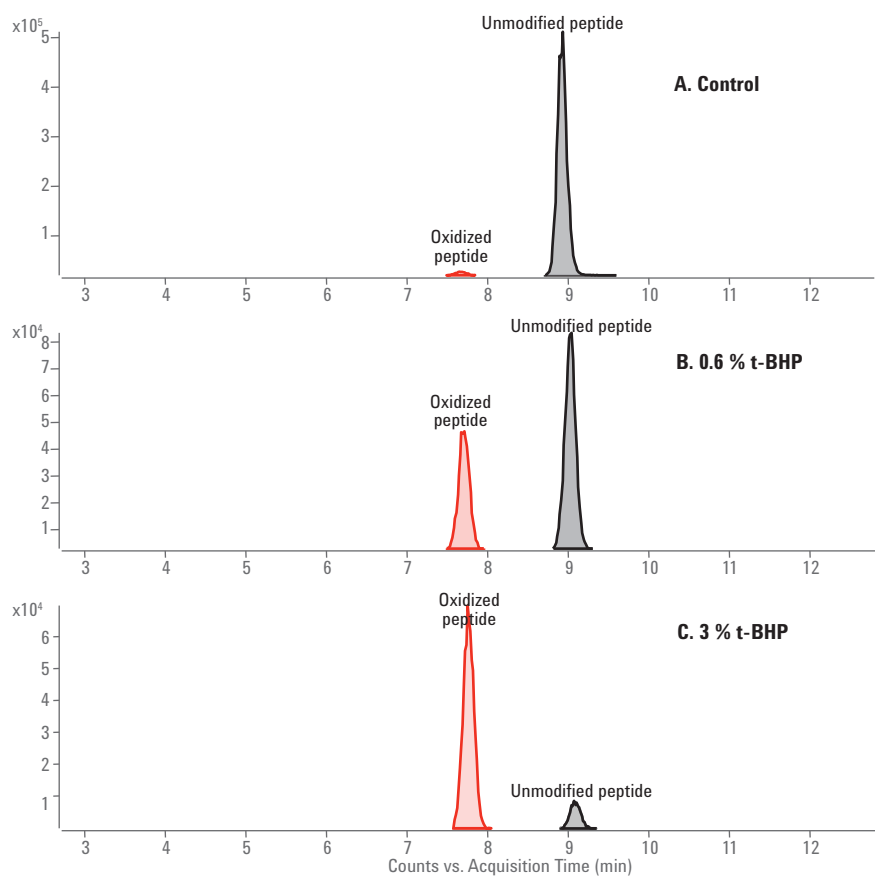 x10⁵
Unmodified peptide
5
4
3
2
1
A. Control
Oxidized
peptide
3 4 5 6 7 8 9 10 11 12
x10⁴
Unmodified peptide
8
7
6
5
4
3
2
1
B. 0.6 % t-BHP
Oxidized
peptide
3 4 5 6 7 8 9 10 11 12
x10⁴
Oxidized
peptide
6
5
4
3
2
1
C. 3 % t-BHP
Unmodified peptide
3 4 5 6 7 8 9 10 11 12
Counts vs. Acquisition Time (min)